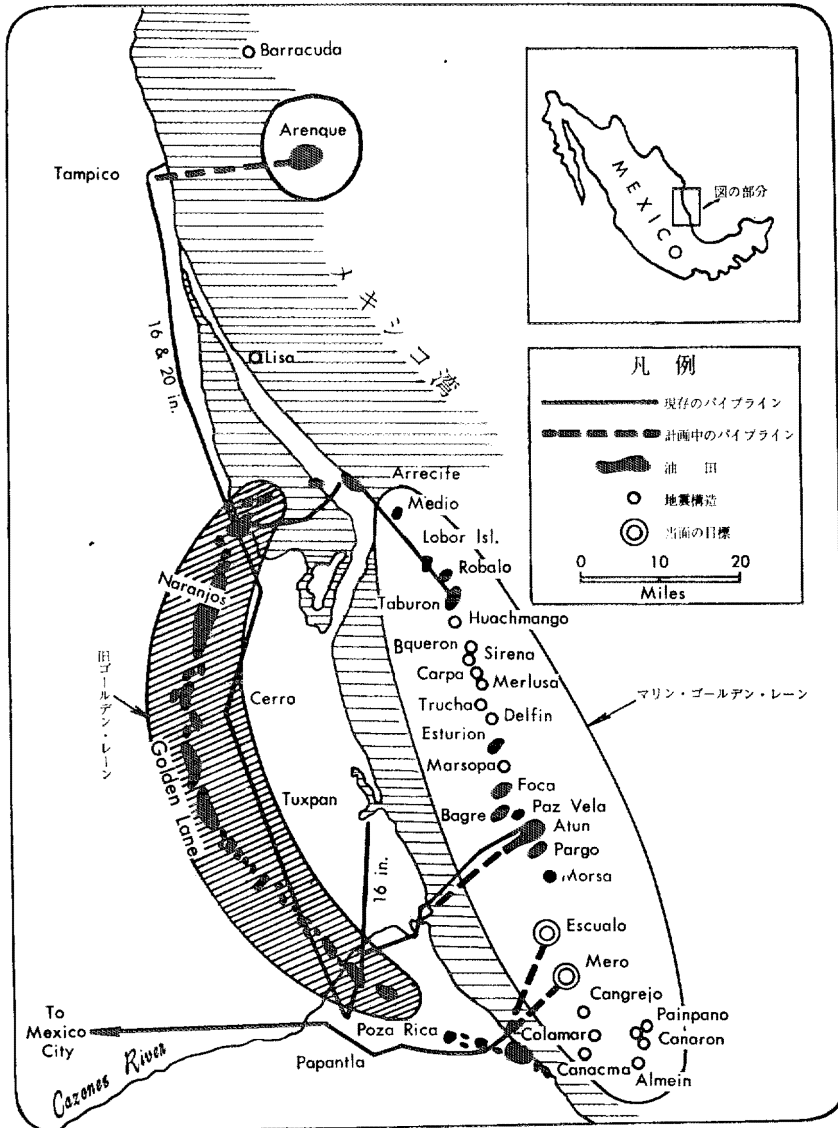 Barracuda
Arenque
Tampico
MEXICO
図の部分
メキシコ湾
16 & 20 in.
Lisa
凡例
現存のパイプライン
計画中のパイプライン
油田
地震構造
当面の目標
0 10 20
Miles
Arrecife
Medio
Lobor Isl.
Robalo
Taburon
Huachmango
Naranjos
Bqueron
Sirena
Carpa
Merlusa
Cerro
Trucha
Delfin
マリン・ゴールデン・レーン
旧ゴールデン・レーン
Golden Lane
Esturion
Marsopa
Foca
Tuxpan
Paz Vela
Bagre
Atun
Pargo
16 in.
Morsa
Escualo
Mero
Cangrejo
Painpano
To
Mexico
City
Poza Rica
Colamar
Canaron
Papantla
Canacma
Almein
Cazones River